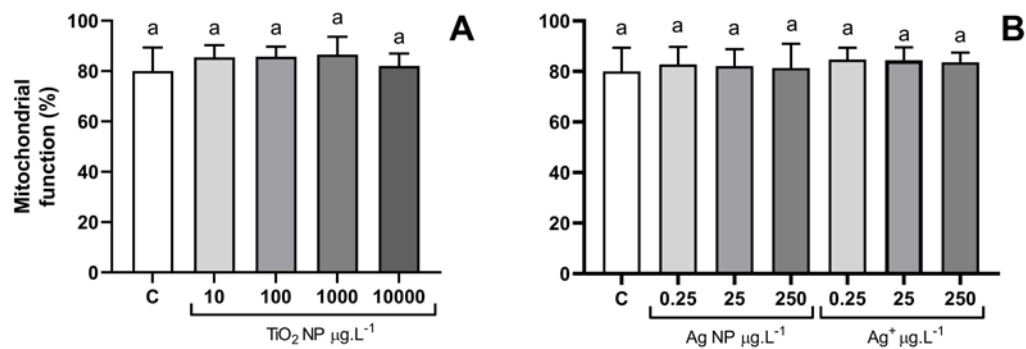 Mitochondrial
function (%)
100
80
60
40
20
0
a a a a a
A
C 10 100 1000 10000
TiO₂ NP µg.L⁻¹
100
80
60
40
20
0
a a a a a a a
B
C 0.25 25 250 0.25 25 250
Ag NP µg.L⁻¹ Ag⁺ µg.L⁻¹